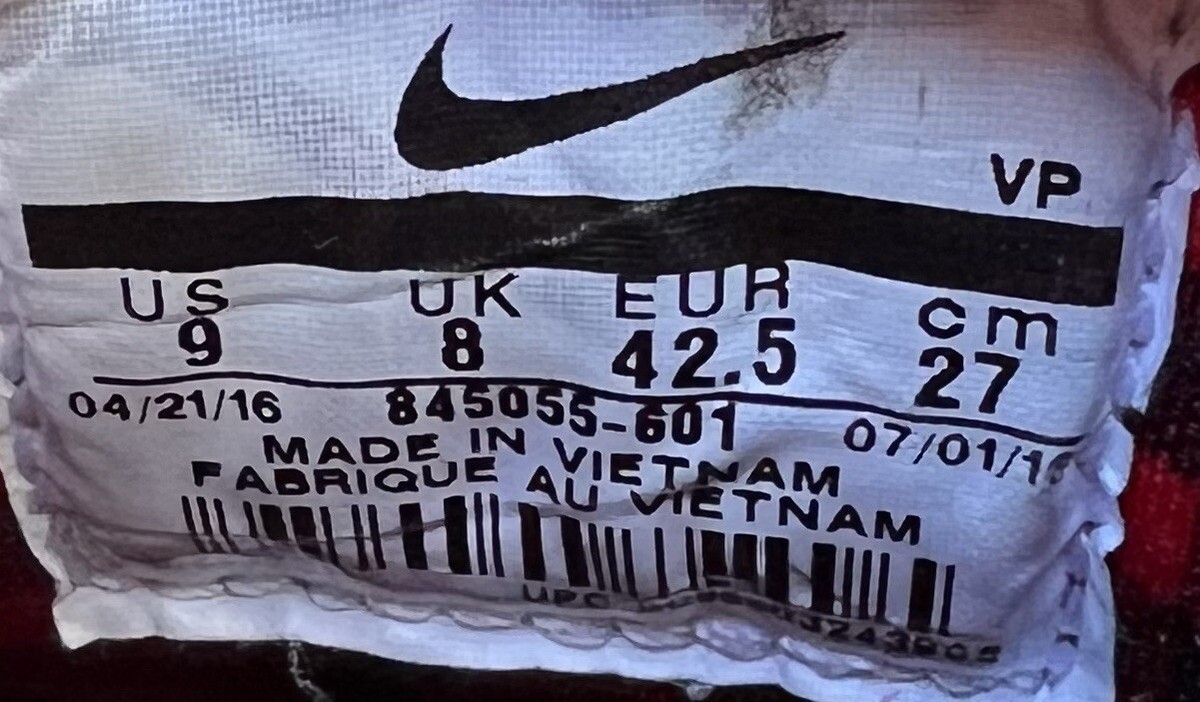 VP
US UK EUR cm
9 8 42.5 27
04/21/16 845055-601 07/01/16
MADE IN VIETNAM
FABRIQUE AU VIETNAM
UPC